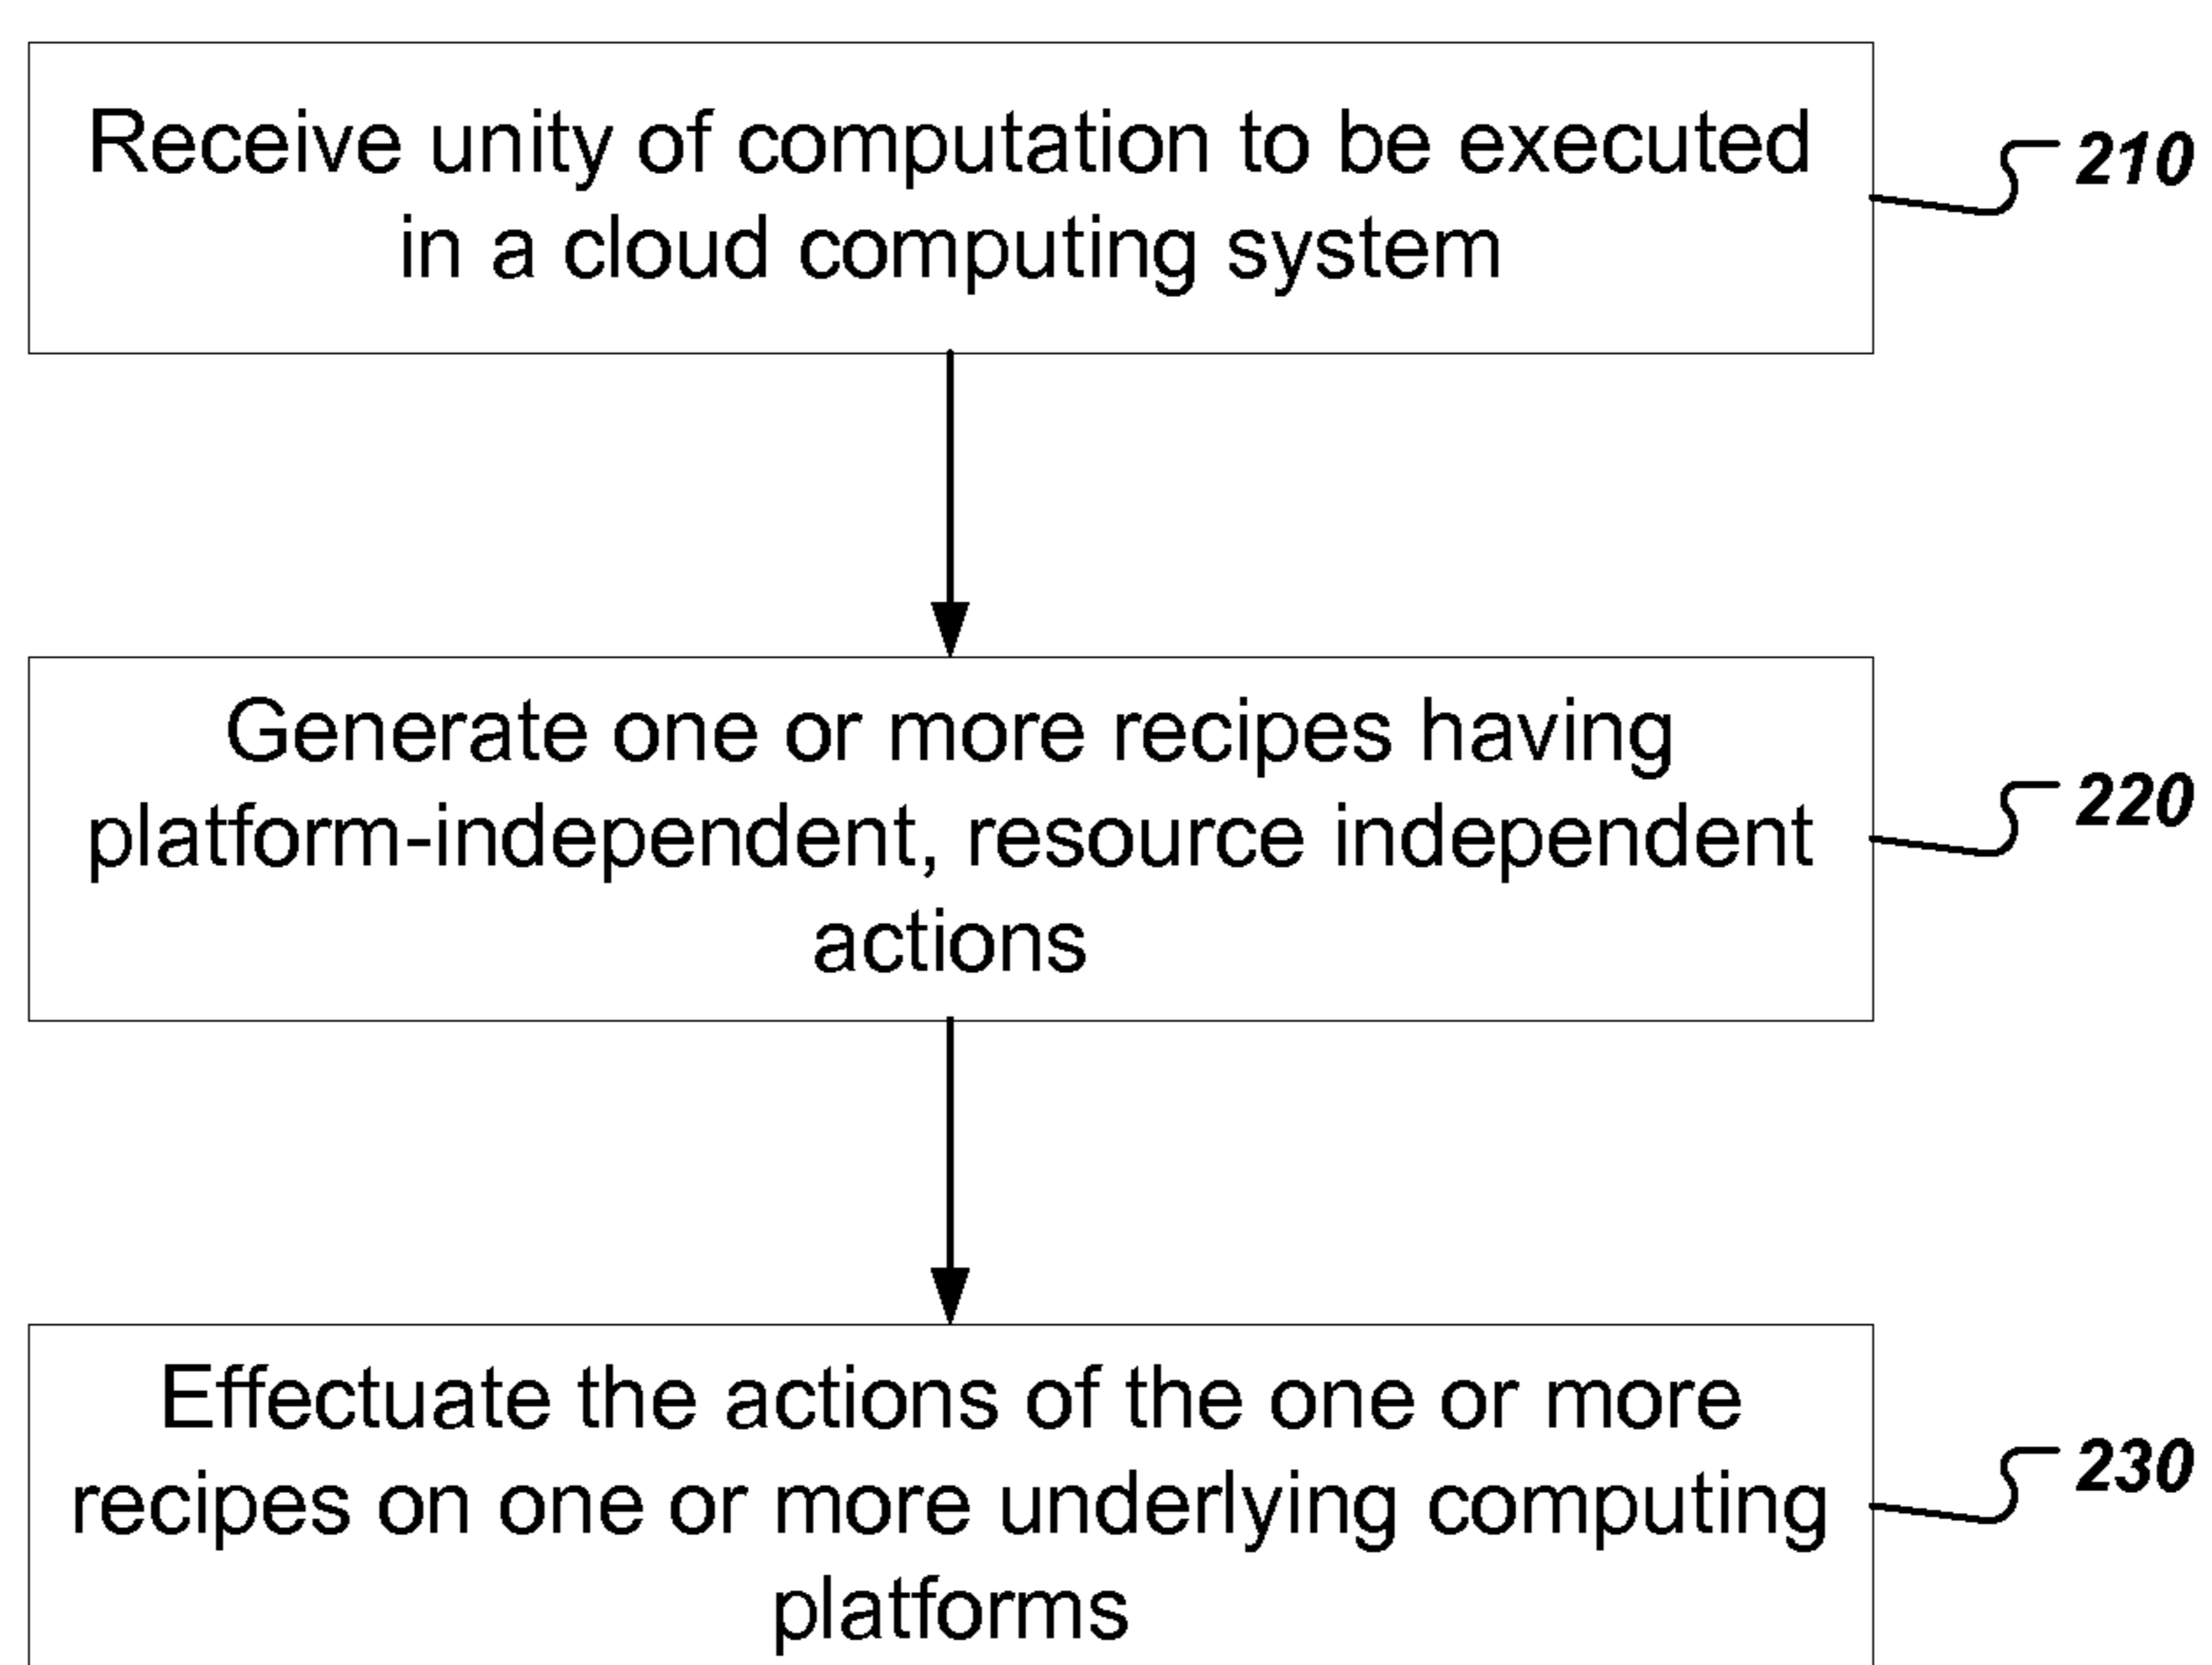 Receive unity of computation to be executed
in a cloud computing system
210
Generate one or more recipes having
platform-independent, resource independent
actions
220
Effectuate the actions of the one or more
recipes on one or more underlying computing
platforms
230